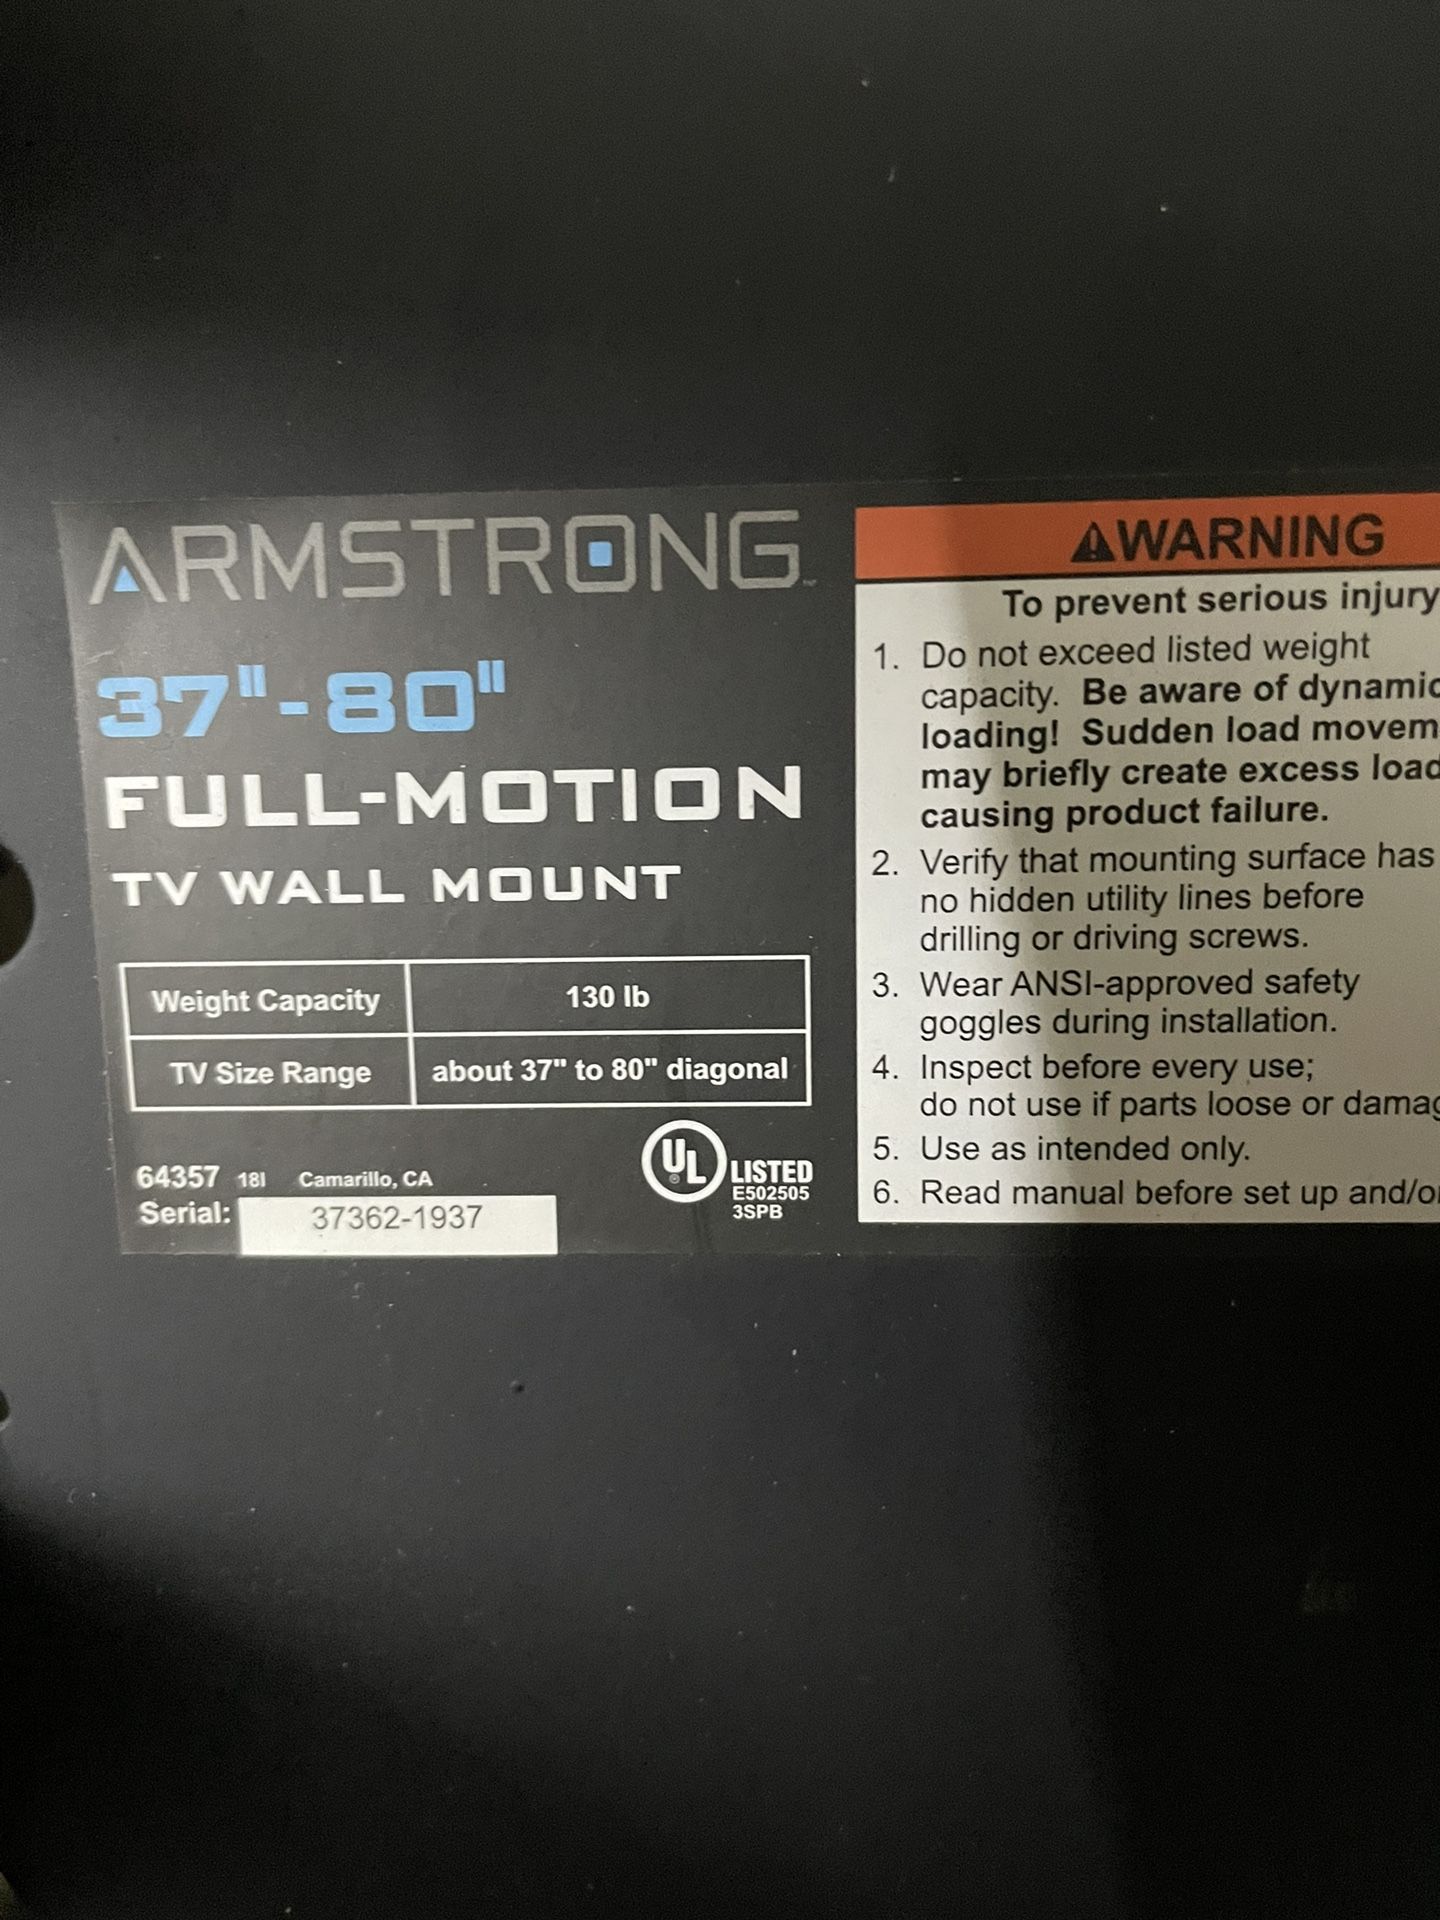 ARMSTRONG™
37"-80"
FULL-MOTION
TV WALL MOUNT
Weight Capacity 130 lb
TV Size Range about 37" to 80" diagonal
64357 18I Camarillo, CA
Serial: 37362-1937
UL LISTED
E502505
3SPB
⚠WARNING
To prevent serious injury
1. Do not exceed listed weight
capacity. Be aware of dynamic
loading! Sudden load movem
may briefly create excess load
causing product failure.
2. Verify that mounting surface has
no hidden utility lines before
drilling or driving screws.
3. Wear ANSI-approved safety
goggles during installation.
4. Inspect before every use;
do not use if parts loose or damag
5. Use as intended only.
6. Read manual before set up and/or